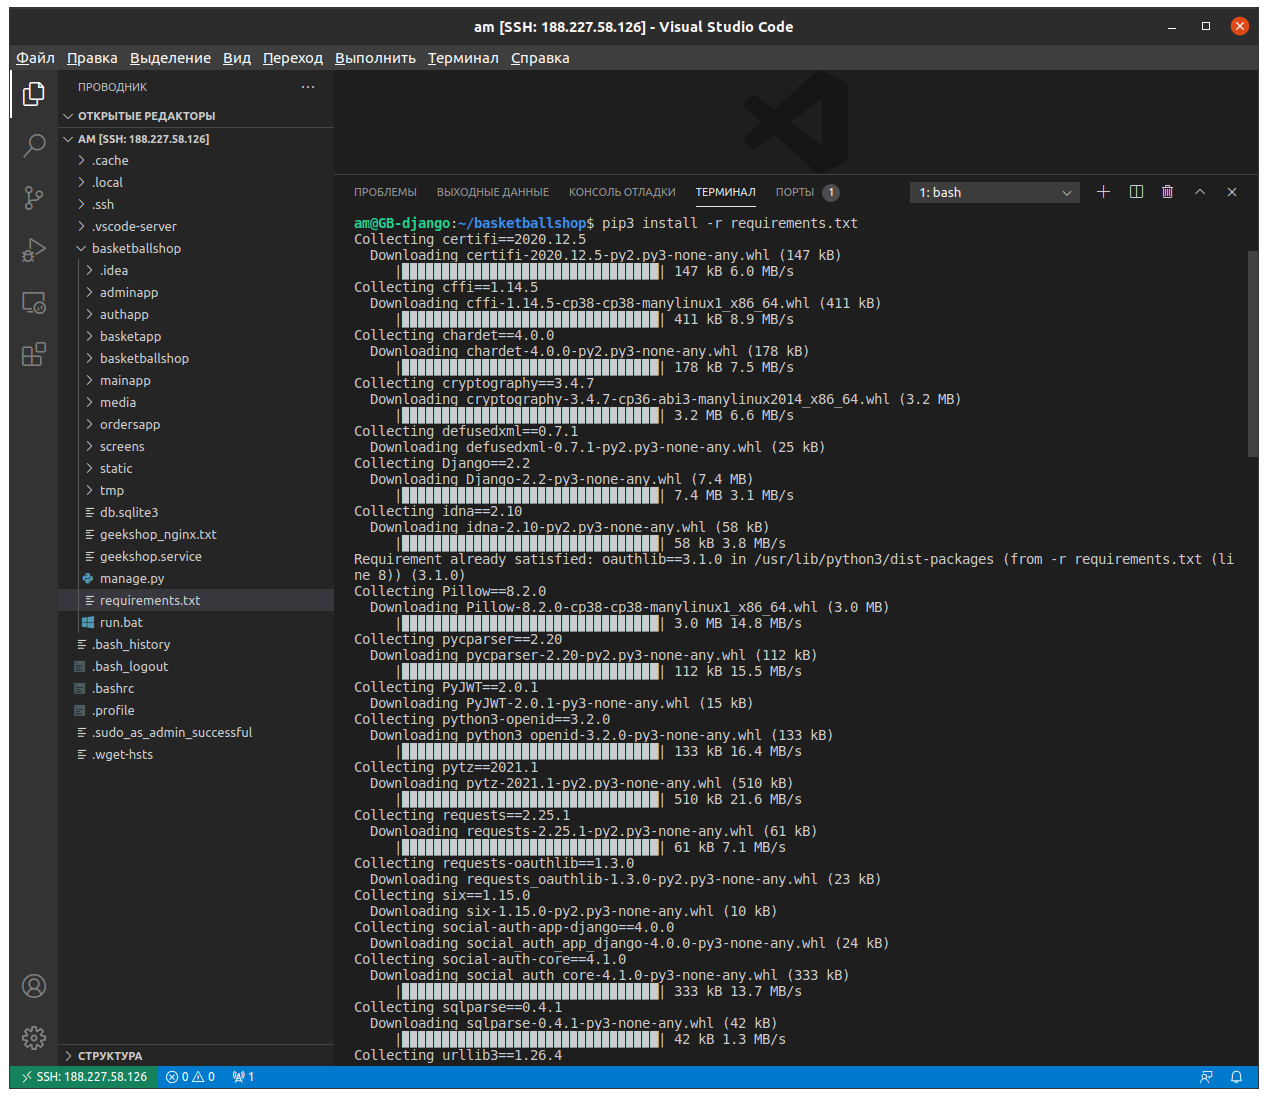 am [SSH: 188.227.58.126] - Visual Studio Code
Файл Правка Выделение Вид Переход Выполнить Терминал Справка
ПРОВОДНИК
ОТКРЫТЫЕ РЕДАКТОРЫ
AM [SSH: 188.227.58.126]
.cache
.local
.ssh
.vscode-server
basketballshop
.idea
adminapp
authapp
basketapp
basketballshop
mainapp
media
ordersapp
screens
static
tmp
db.sqlite3
geekshop_nginx.txt
geekshop.service
manage.py
requirements.txt
run.bat
.bash_history
.bash_logout
.bashrc
.profile
.sudo_as_admin_successful
.wget-hsts
СТРУКТУРА
ПРОБЛЕМЫ ВЫХОДНЫЕ ДАННЫЕ КОНСОЛЬ ОТЛАДКИ ТЕРМИНАЛ ПОРТЫ 1 1: bash
am@GB-django:~/basketballshop$ pip3 install -r requirements.txt
Collecting certifi==2020.12.5
Downloading certifi-2020.12.5-py2.py3-none-any.whl (147 kB)
|████████████████████████████████| 147 kB 6.0 MB/s
Collecting cffi==1.14.5
Downloading cffi-1.14.5-cp38-cp38-manylinux1_x86_64.whl (411 kB)
|████████████████████████████████| 411 kB 8.9 MB/s
Collecting chardet==4.0.0
Downloading chardet-4.0.0-py2.py3-none-any.whl (178 kB)
|████████████████████████████████| 178 kB 7.5 MB/s
Collecting cryptography==3.4.7
Downloading cryptography-3.4.7-cp36-abi3-manylinux2014_x86_64.whl (3.2 MB)
|████████████████████████████████| 3.2 MB 6.6 MB/s
Collecting defusedxml==0.7.1
Downloading defusedxml-0.7.1-py2.py3-none-any.whl (25 kB)
Collecting Django==2.2
Downloading Django-2.2-py3-none-any.whl (7.4 MB)
|████████████████████████████████| 7.4 MB 3.1 MB/s
Collecting idna==2.10
Downloading idna-2.10-py2.py3-none-any.whl (58 kB)
|████████████████████████████████| 58 kB 3.8 MB/s
Requirement already satisfied: oauthlib==3.1.0 in /usr/lib/python3/dist-packages (from -r requirements.txt (li
ne 8)) (3.1.0)
Collecting Pillow==8.2.0
Downloading Pillow-8.2.0-cp38-cp38-manylinux1_x86_64.whl (3.0 MB)
|████████████████████████████████| 3.0 MB 14.8 MB/s
Collecting pycparser==2.20
Downloading pycparser-2.20-py2.py3-none-any.whl (112 kB)
|████████████████████████████████| 112 kB 15.5 MB/s
Collecting PyJWT==2.0.1
Downloading PyJWT-2.0.1-py3-none-any.whl (15 kB)
Collecting python3-openid==3.2.0
Downloading python3_openid-3.2.0-py3-none-any.whl (133 kB)
|████████████████████████████████| 133 kB 16.4 MB/s
Collecting pytz==2021.1
Downloading pytz-2021.1-py2.py3-none-any.whl (510 kB)
|████████████████████████████████| 510 kB 21.6 MB/s
Collecting requests==2.25.1
Downloading requests-2.25.1-py2.py3-none-any.whl (61 kB)
|████████████████████████████████| 61 kB 7.1 MB/s
Collecting requests-oauthlib==1.3.0
Downloading requests_oauthlib-1.3.0-py2.py3-none-any.whl (23 kB)
Collecting six==1.15.0
Downloading six-1.15.0-py2.py3-none-any.whl (10 kB)
Collecting social-auth-app-django==4.0.0
Downloading social_auth_app_django-4.0.0-py3-none-any.whl (24 kB)
Collecting social-auth-core==4.1.0
Downloading social_auth_core-4.1.0-py3-none-any.whl (333 kB)
|████████████████████████████████| 333 kB 13.7 MB/s
Collecting sqlparse==0.4.1
Downloading sqlparse-0.4.1-py3-none-any.whl (42 kB)
|████████████████████████████████| 42 kB 1.3 MB/s
Collecting urllib3==1.26.4
SSH: 188.227.58.126 0 0 1